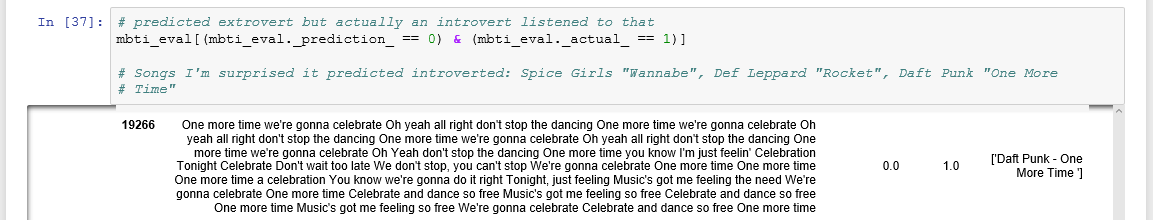 In [37]: # predicted extrovert but actually an introvert listened to that
mbti_eval[(mbti_eval._prediction_ == 0) & (mbti_eval._actual_ == 1)]
# Songs I'm surprised it predicted introverted: Spice Girls "Wannabe", Def Leppard "Rocket", Daft Punk "One More
# Time"
19266 One more time we're gonna celebrate Oh yeah all right don't stop the dancing One more time we're gonna celebrate Oh
yeah all right don't stop the dancing One more time we're gonna celebrate Oh yeah all right don't stop the dancing One
more time we're gonna celebrate Oh Yeah don't stop the dancing One more time you know I'm just feelin' Celebration
Tonight Celebrate Don't wait too late We don't stop, you can't stop We're gonna celebrate One more time One more time
One more time a celebration You know we're gonna do it right Tonight, just feeling Music's got me feeling the need We're
gonna celebrate One more time Celebrate and dance so free Music's got me feeling so free Celebrate and dance so free
One more time Music's got me feeling so free We're gonna celebrate Celebrate and dance so free One more time
0.0 1.0 ['Daft Punk - One
More Time ']